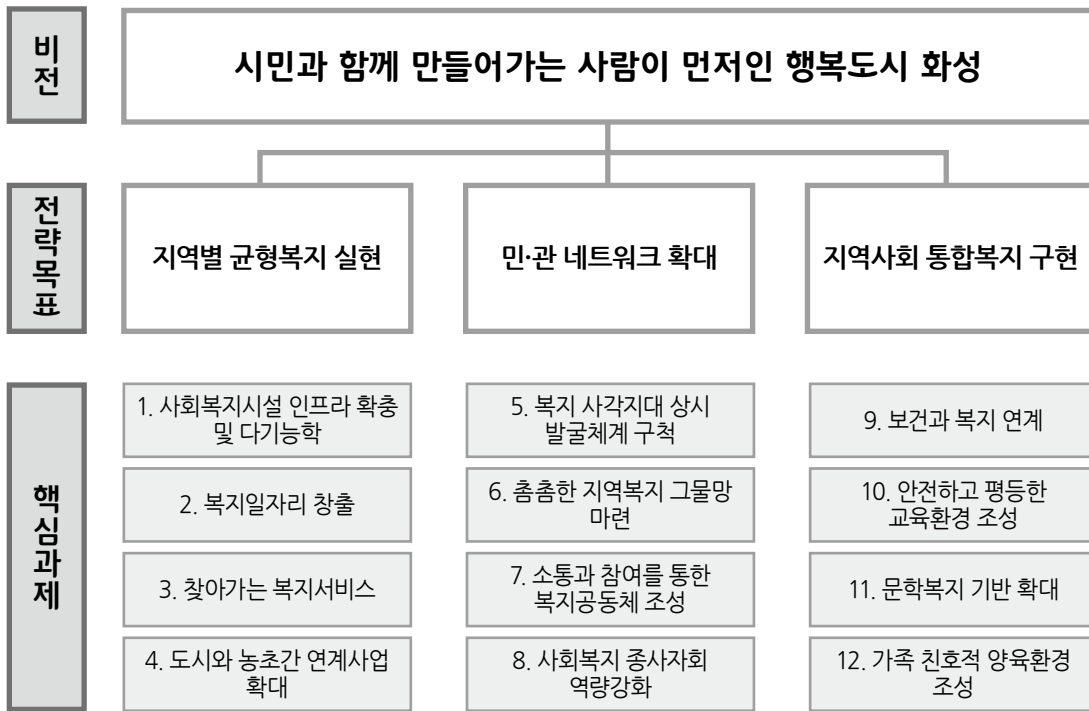 비전
시민과 함께 만들어가는 사람이 먼저인 행복도시 화성
전략목표
지역별 균형복지 실현
민·관 네트워크 확대
지역사회 통합복지 구현
핵심과제
1. 사회복지시설 인프라 확충
및 다기능학
2. 복지일자리 창출
3. 찾아가는 복지서비스
4. 도시와 농초간 연계사업
확대
5. 복지 사각지대 상시
발굴체계 구척
6. 촘촘한 지역복지 그물망
마련
7. 소통과 참여를 통한
복지공동체 조성
8. 사회복지 종사자회
역량강화
9. 보건과 복지 연계
10. 안전하고 평등한
교육환경 조성
11. 문학복지 기반 확대
12. 가족 친호적 양육환경
조성